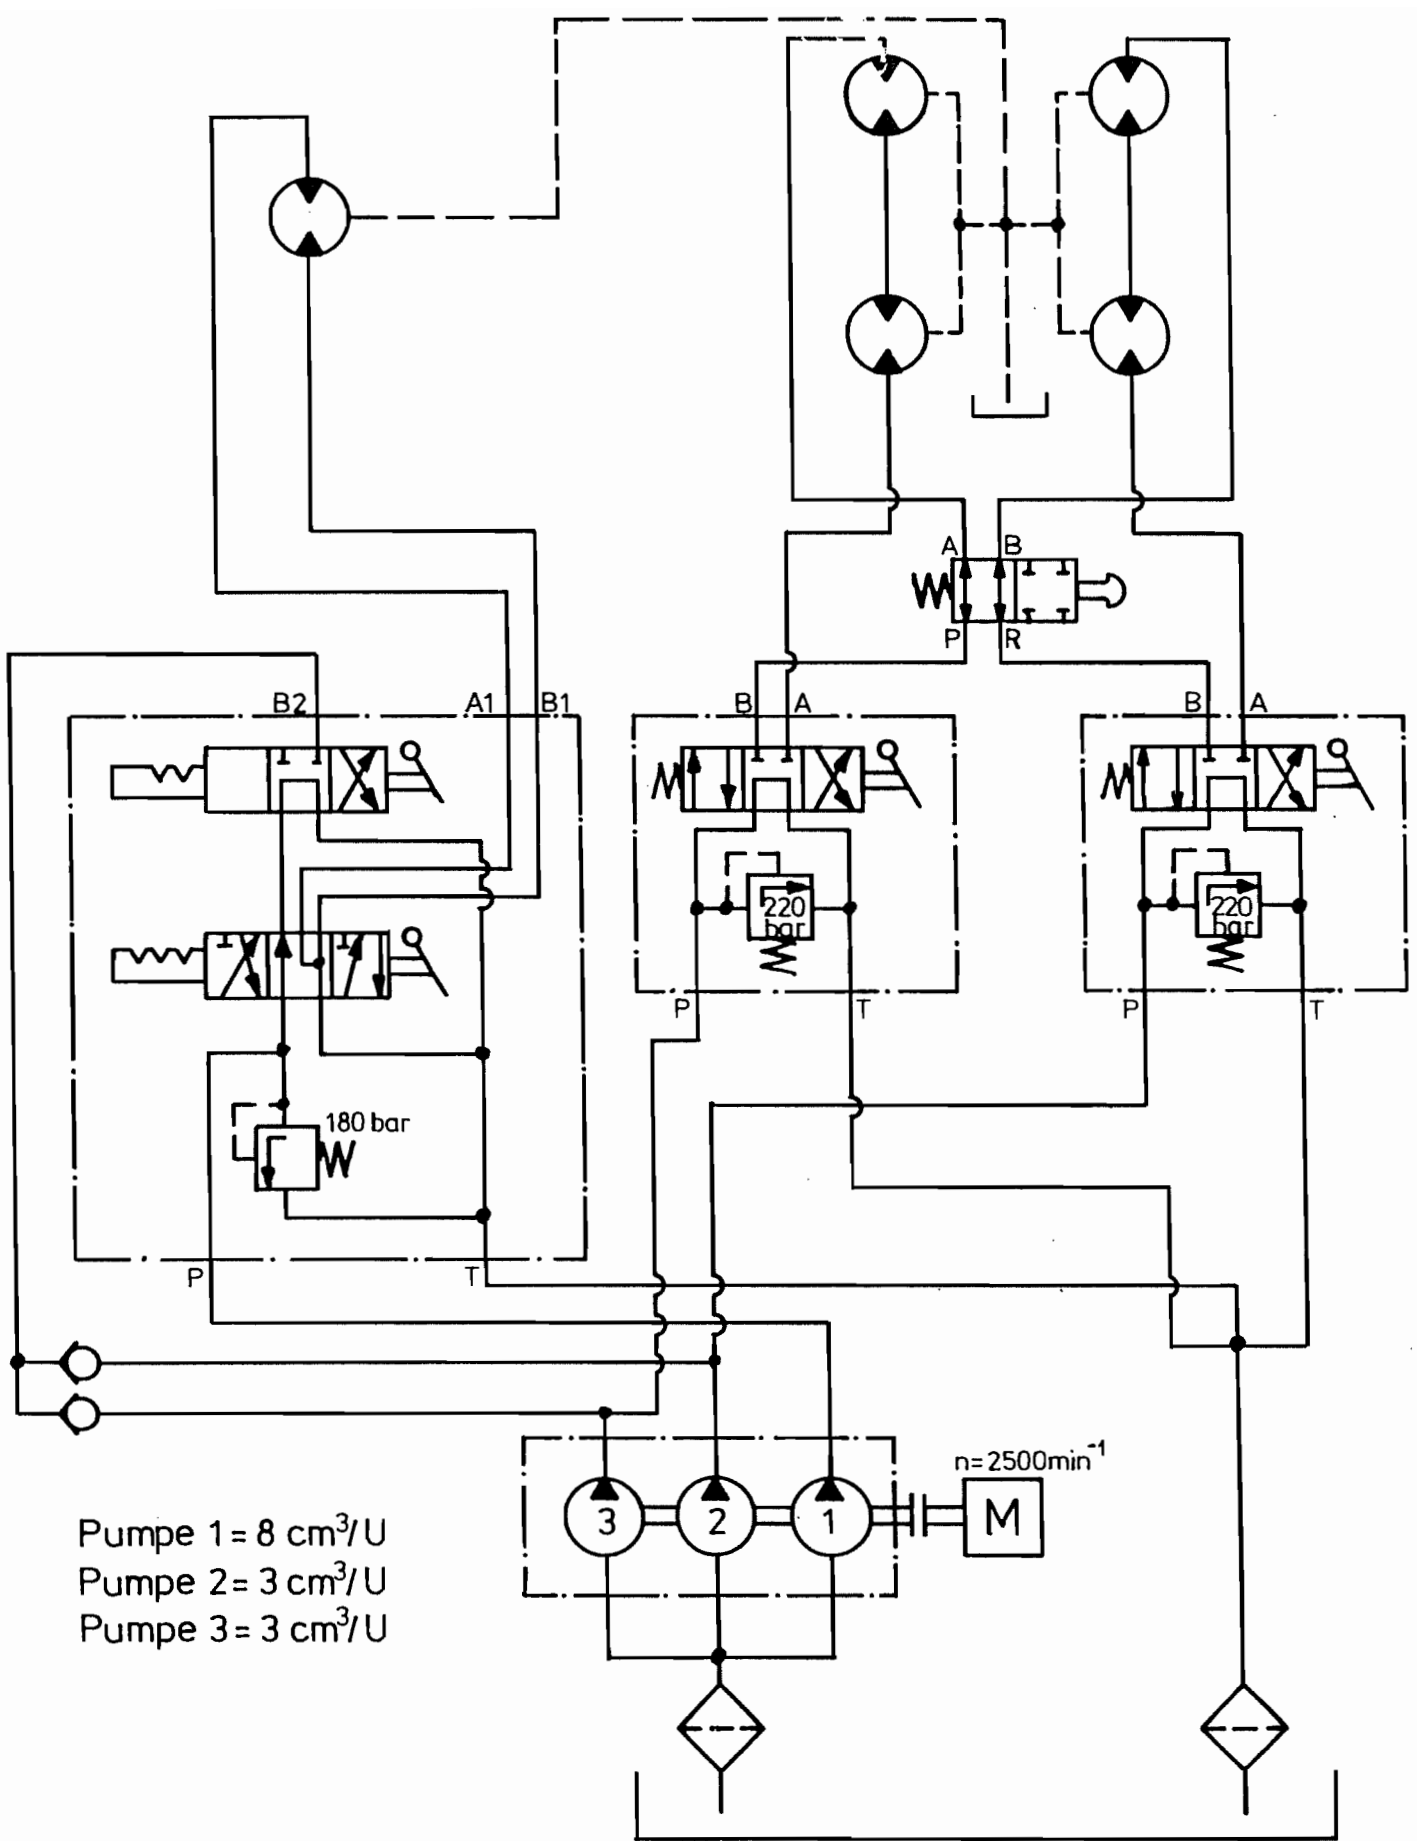 A B
P R
B2 A1 B1
B A
B A
220
bar
220
bar
P T
P T
180 bar
P T
n=2500min⁻¹
3 2 1 M
Pumpe 1 = 8 cm³/U
Pumpe 2 = 3 cm³/U
Pumpe 3 = 3 cm³/U